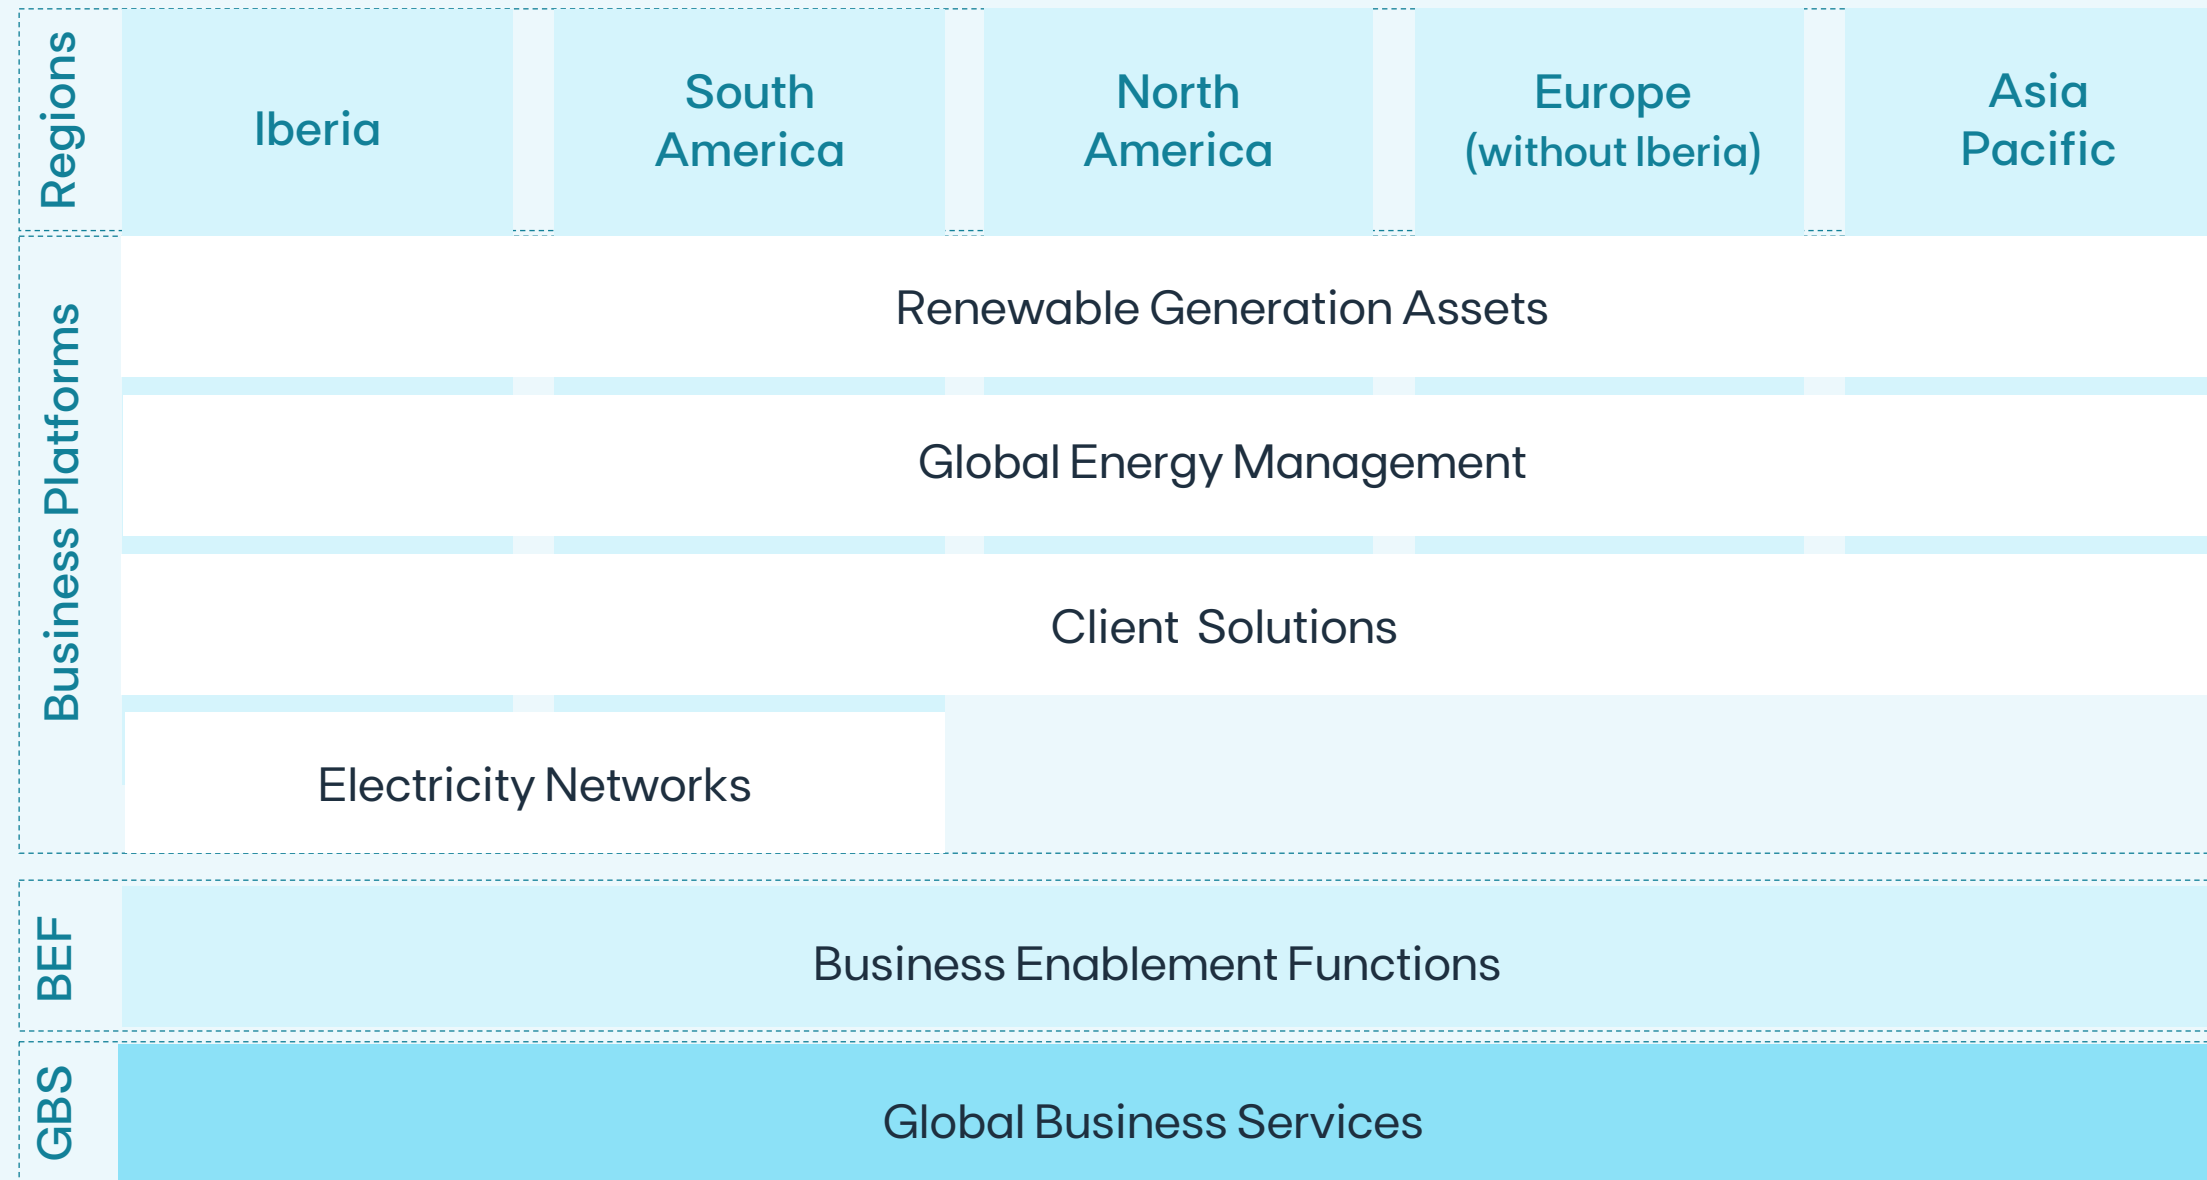 Regions
Iberia
South
America
North
America
Europe
(without Iberia)
Asia
Pacific
Business Platforms
Renewable Generation Assets
Global Energy Management
Client Solutions
Electricity Networks
BEF
Business Enablement Functions
GBS
Global Business Services